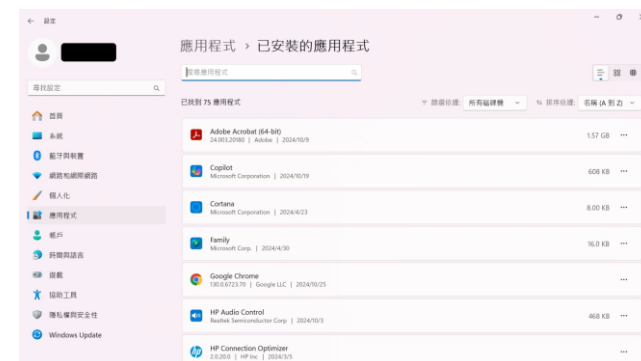 設定
應用程式 › 已安裝的應用程式
搜尋應用程式
尋找設定
已找到 75 應用程式
篩選依據: 所有磁碟機
排序依據: 名稱 (A 到 Z)
首頁
系統
藍牙與裝置
網路和網際網路
個人化
應用程式
帳戶
時間與語言
遊戲
協助工具
隱私權與安全性
Windows Update
Adobe Acrobat (64-bit)
24.003.20180 | Adobe | 2024/10/9
1.57 GB
Copilot
Microsoft Corporation | 2024/10/19
608 KB
Cortana
Microsoft Corporation | 2024/4/23
8.00 KB
Family
Microsoft Corp. | 2024/4/30
16.0 KB
Google Chrome
130.0.6723.70 | Google LLC | 2024/10/25
HP Audio Control
Realtek Semiconductor Corp | 2024/10/3
468 KB
HP Connection Optimizer
2.0.20.0 | HP Inc | 2024/3/5